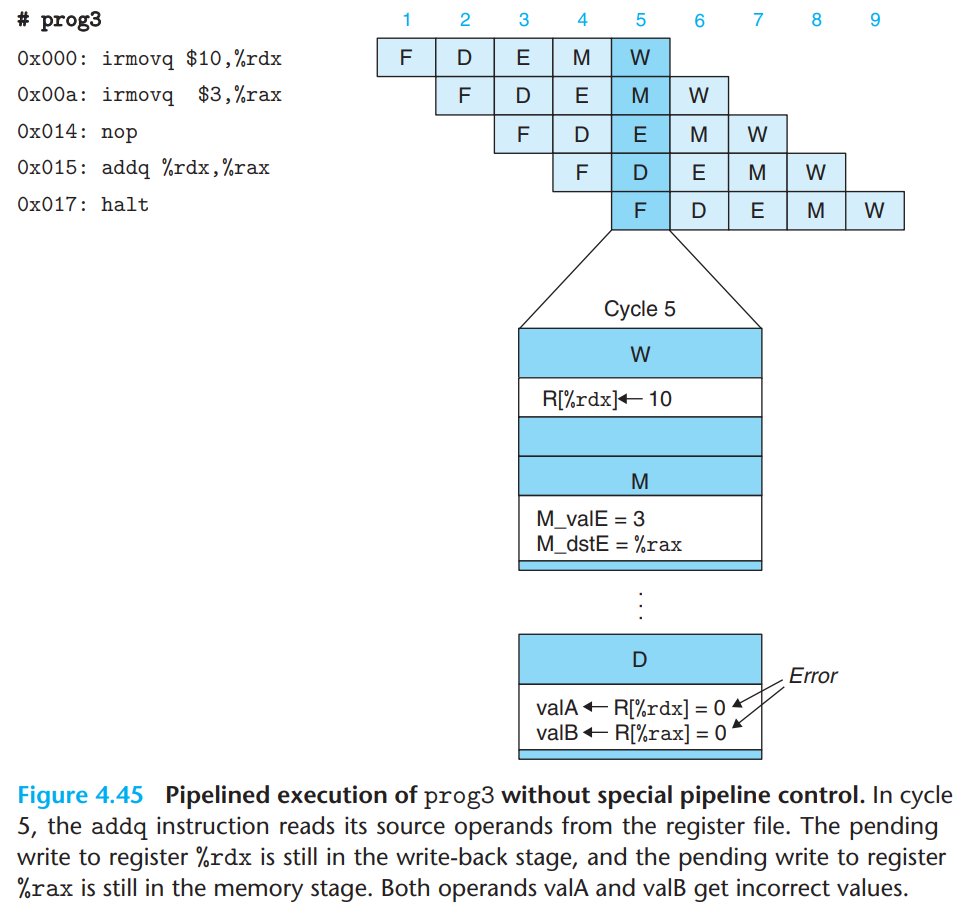 # prog3
1 2 3 4 5 6 7 8 9
0x000: irmovq $10,%rdx F D E M W
0x00a: irmovq $3,%rax F D E M W
0x014: nop F D E M W
0x015: addq %rdx,%rax F D E M W
0x017: halt F D E M W
Cycle 5
W
R[%rdx]← 10
M
M_valE = 3
M_dstE = %rax
D
Error
valA ← R[%rdx] = 0
valB ← R[%rax] = 0
Figure 4.45 Pipelined execution of prog3 without special pipeline control. In cycle
5, the addq instruction reads its source operands from the register file. The pending
write to register %rdx is still in the write-back stage, and the pending write to register
%rax is still in the memory stage. Both operands valA and valB get incorrect values.